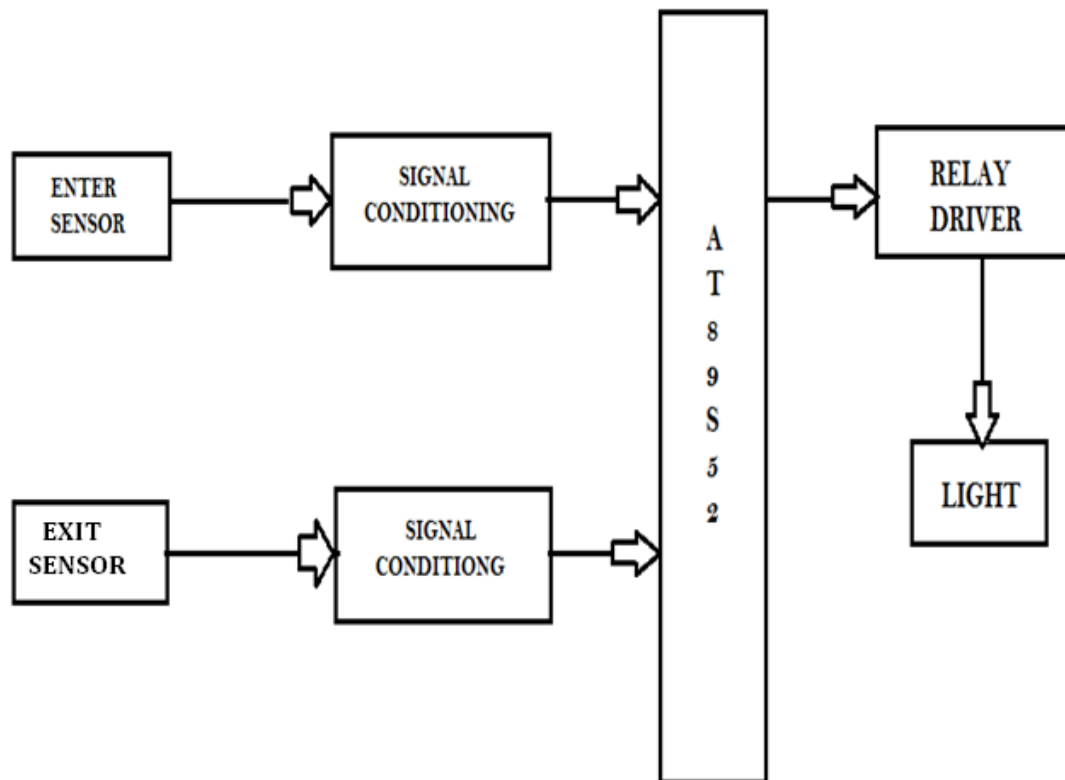 ENTER
SENSOR
SIGNAL
CONDITIONING
A
T
8
9
S
5
2
RELAY
DRIVER
LIGHT
EXIT
SENSOR
SIGNAL
CONDITIONG